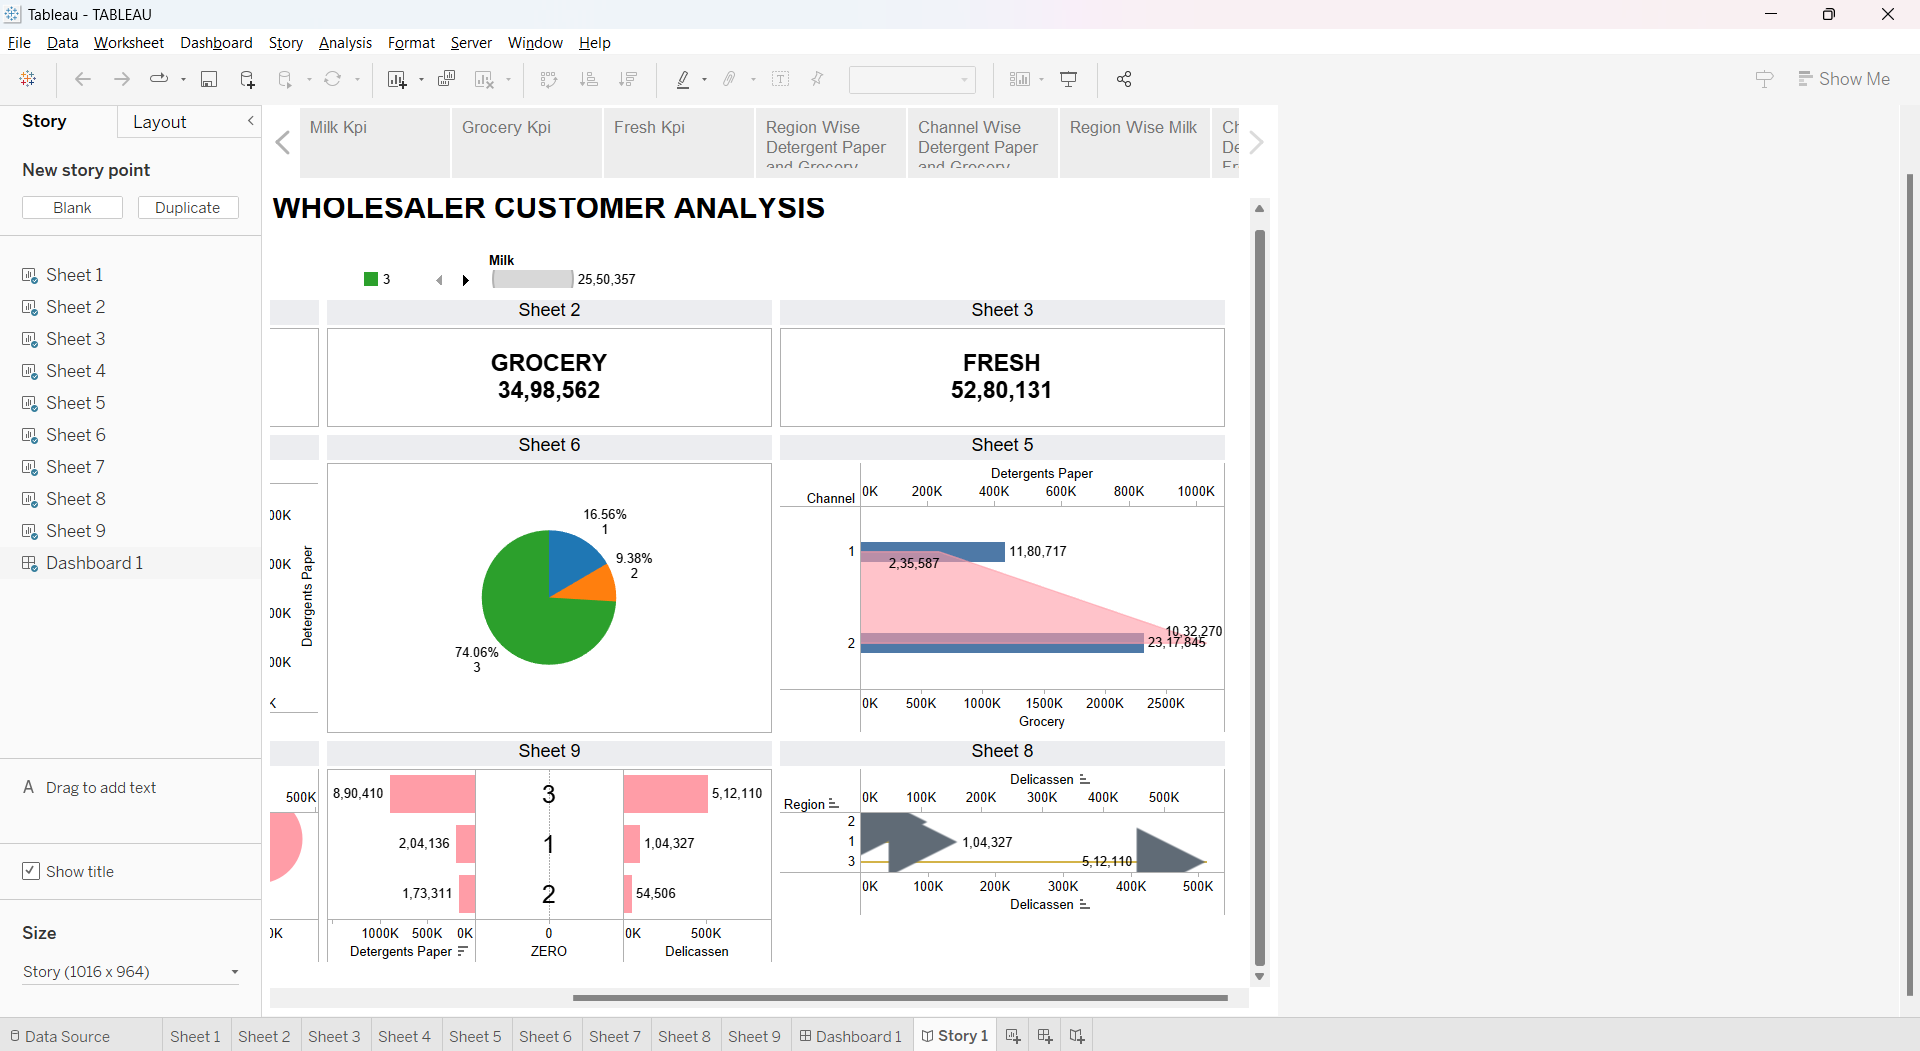 Tableau - TABLEAU
File Data Worksheet Dashboard Story Analysis Format Server Window Help
Show Me
Story Layout
New story point
Blank Duplicate
Sheet 1
Sheet 2
Sheet 3
Sheet 4
Sheet 5
Sheet 6
Sheet 7
Sheet 8
Sheet 9
Dashboard 1
A Drag to add text
Show title
Size
Story (1016 x 964)
Milk Kpi
Grocery Kpi
Fresh Kpi
Region Wise
Detergent Paper
and Grocery
Channel Wise
Detergent Paper
and Grocery
Region Wise Milk
WHOLESALER CUSTOMER ANALYSIS
3
Milk
25,50,357
Sheet 2
GROCERY
34,98,562
Sheet 3
FRESH
52,80,131
Detergents Paper
Sheet 6
16.56%
1
9.38%
2
74.06%
3
Sheet 5
Detergents Paper
Channel 0K 200K 400K 600K 800K 1000K
1 11,80,717
2,35,587
10,32,270
2 23,17,845
0K 500K 1000K 1500K 2000K 2500K
Grocery
500K
Sheet 9
8,90,410 3 5,12,110
2,04,136 1 1,04,327
1,73,311 2 54,506
1000K 500K 0K 0 0K 500K
Detergents Paper ZERO Delicassen
Sheet 8
Delicassen
Region 0K 100K 200K 300K 400K 500K
2
1 1,04,327
3 5,12,110
0K 100K 200K 300K 400K 500K
Delicassen
Data Source Sheet 1 Sheet 2 Sheet 3 Sheet 4 Sheet 5 Sheet 6 Sheet 7 Sheet 8 Sheet 9 Dashboard 1 Story 1